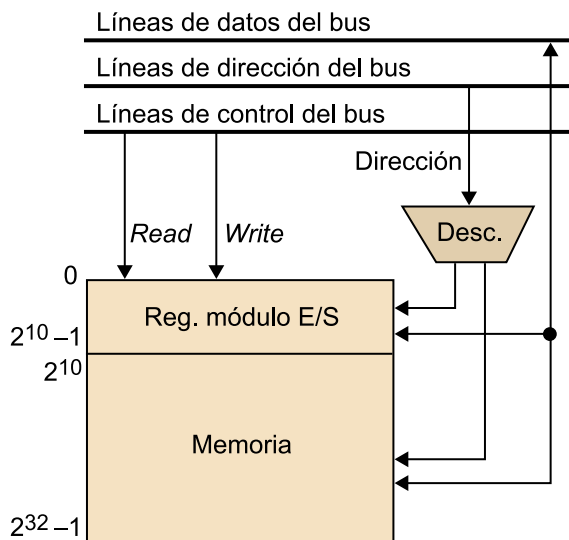 Líneas de datos del bus
Líneas de dirección del bus
Líneas de control del bus
Dirección
Read
Write
Desc.
0
Reg. módulo E/S
2¹⁰ –1
2¹⁰
Memoria
2³² –1